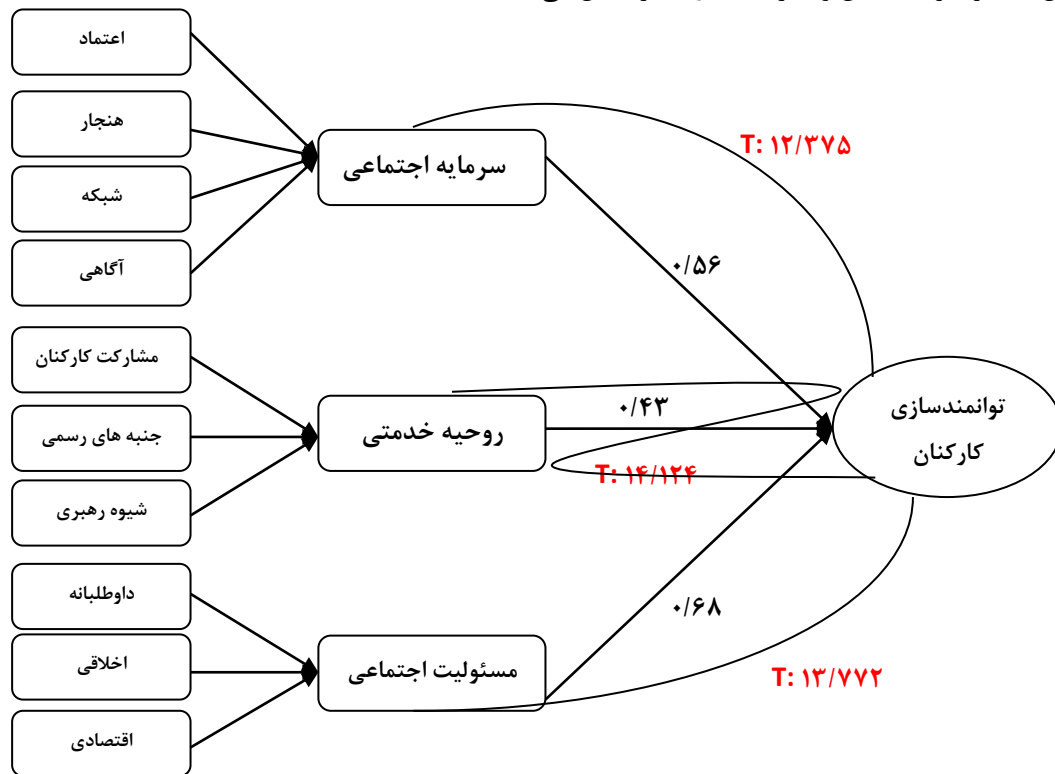 اعتماد
هنجار
شبکه
آگاهی
سرمایه اجتماعی
T: ۱۲/۳۷۵
۰/۵۶
مشارکت کارکنان
جنبه های رسمی
شیوه رهبری
روحیه خدمتی
۰/۴۳
T: ۱۴/۱۲۴
توانمندسازی
کارکنان
داوطلبانه
اخلاقی
اقتصادی
مسئولیت اجتماعی
۰/۶۸
T: ۱۳/۷۷۲